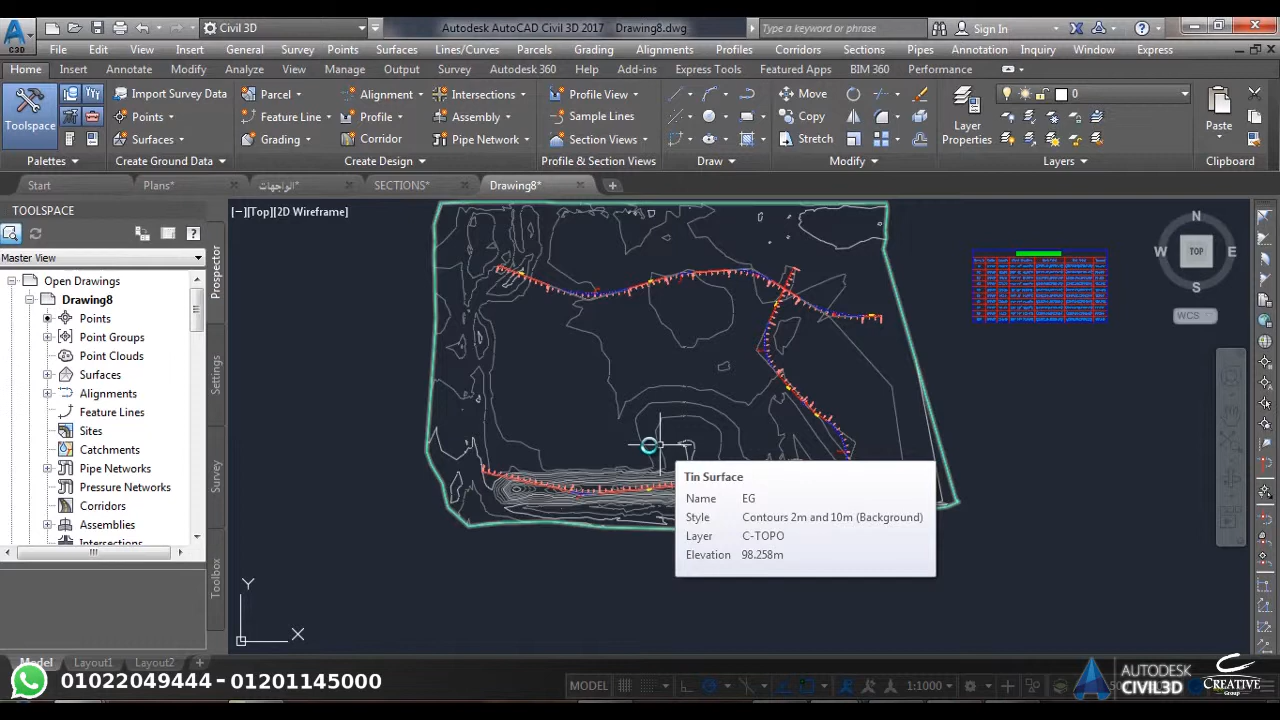 Civil 3D
Autodesk AutoCAD Civil 3D 2017 Drawing8.dwg
Type a keyword or phrase
Sign In
C3D
File Edit View Insert General Survey Points Surfaces Lines/Curves Parcels Grading Alignments Profiles Corridors Sections Pipes Annotation Inquiry Window Express
Home Insert Annotate Modify Analyze View Manage Output Survey Autodesk 360 Help Add-ins Express Tools Featured Apps BIM 360 Performance
Toolspace
Import Survey Data
Points
Surfaces
Parcel
Feature Line
Grading
Alignment
Profile
Corridor
Intersections
Assembly
Pipe Network
Profile View
Sample Lines
Section Views
Move
Copy
Stretch
Layer
Properties
0
Paste
Palettes Create Ground Data Create Design Profile & Section Views Draw Modify Layers Clipboard
Start Plans* الواجهات* SECTIONS* Drawing8*
TOOLSPACE
Master View
Open Drawings
Drawing8
Points
Point Groups
Point Clouds
Surfaces
Alignments
Feature Lines
Sites
Catchments
Pipe Networks
Pressure Networks
Corridors
Assemblies
Intersections
Prospector
Settings
Survey
Toolbox
[−][Top][2D Wireframe]
N
W TOP E
S
WCS
Tin Surface
Name EG
Style Contours 2m and 10m (Background)
Layer C-TOPO
Elevation 98.258m
Y
X
Model Layout1 Layout2
01022049444 - 01201145000
MODEL
1:1000
AUTODESK
CIVIL3D
CREATIVE
Group